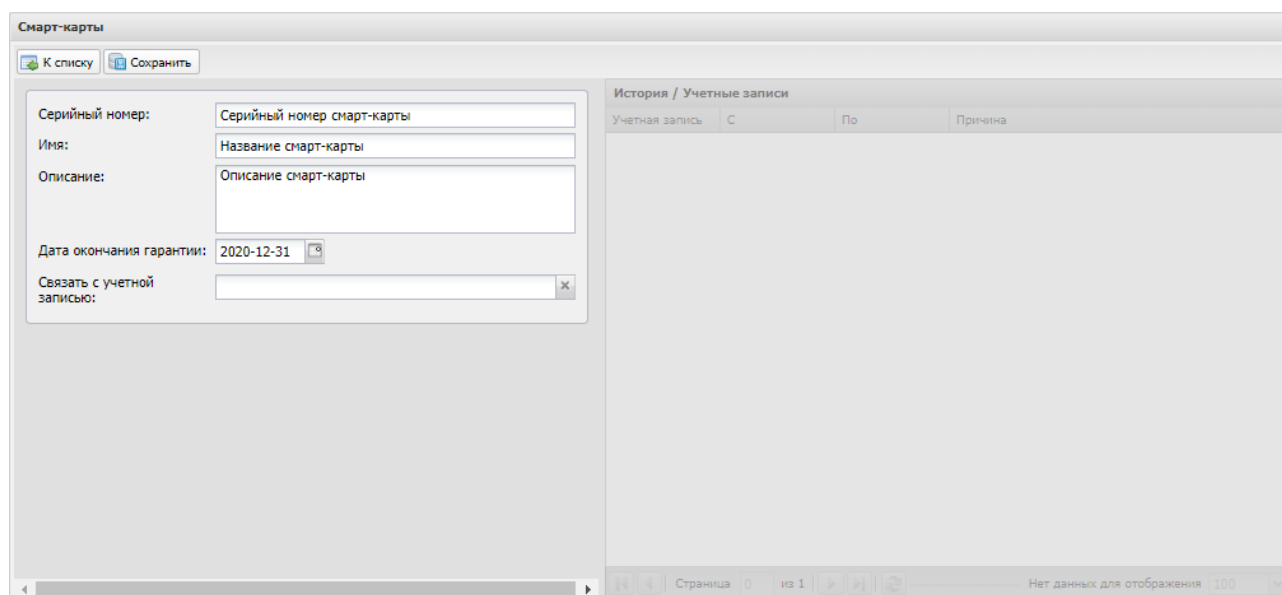 Смарт-карты
К списку Сохранить
История / Учетные записи
Серийный номер: Серийный номер смарт-карты
Учетная запись С По Причина
Имя: Название смарт-карты
Описание: Описание смарт-карты
Дата окончания гарантии: 2020-12-31
Связать с учетной
записью:
Страница 0 из 1 Нет данных для отображения 100